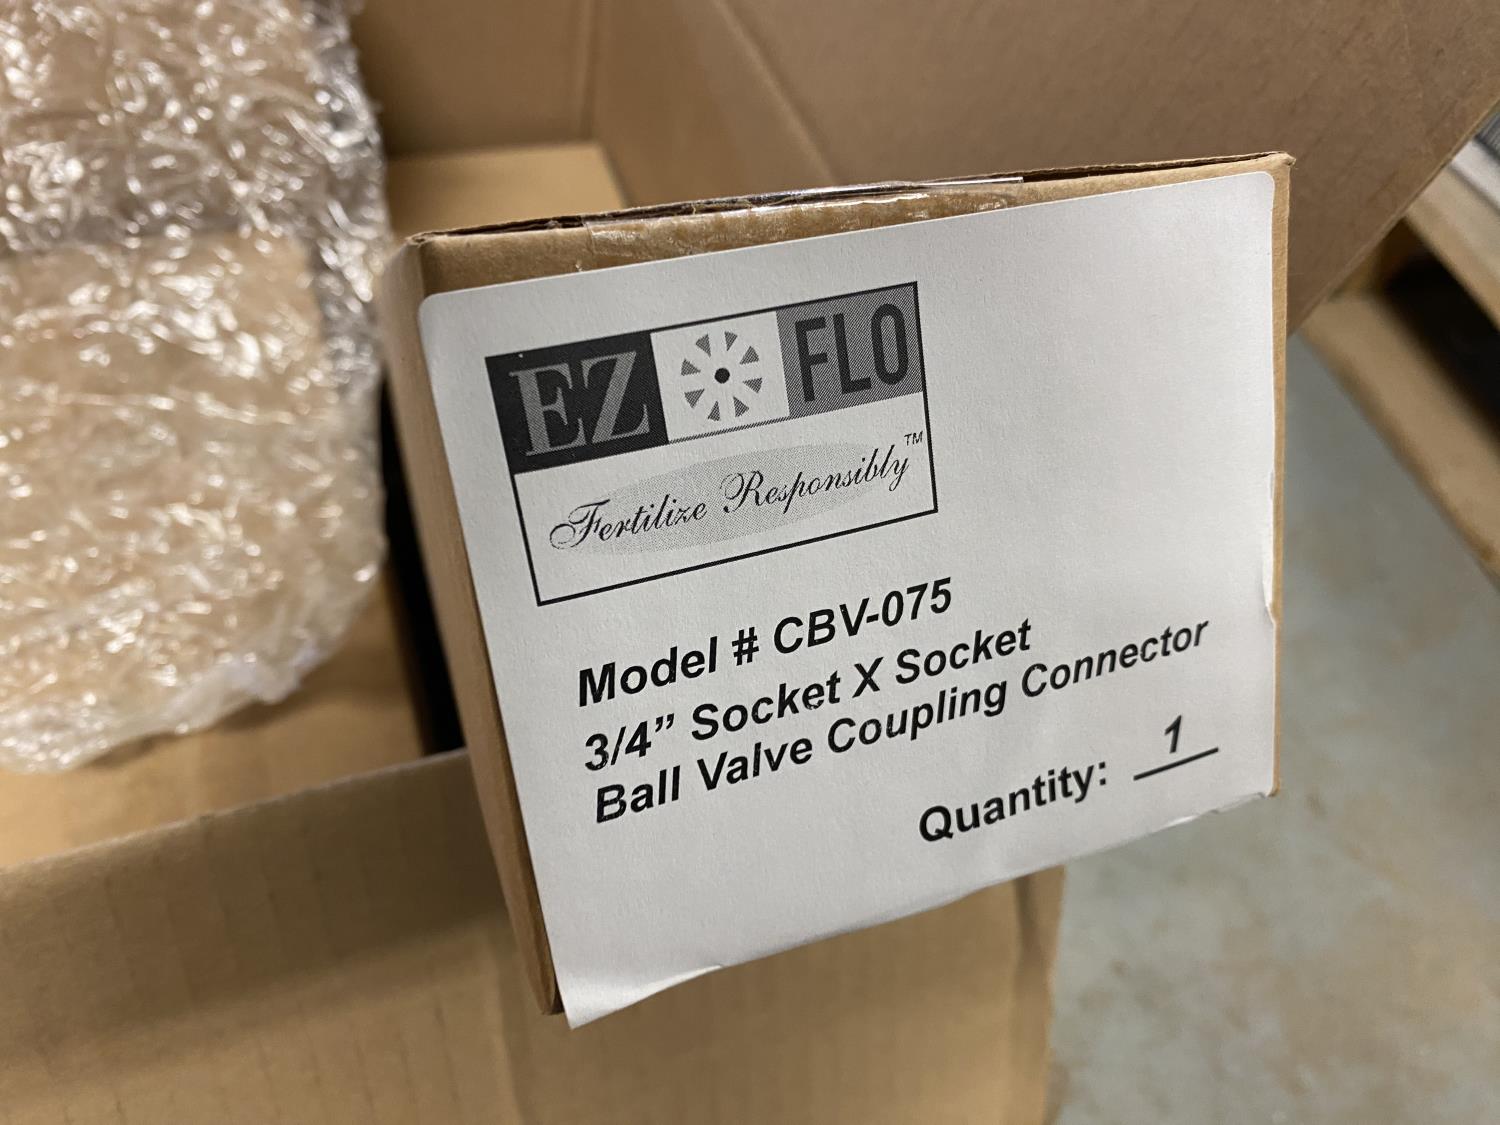 EZ FLO
Fertilize Responsibly™
Model # CBV-075
3/4” Socket X Socket
Ball Valve Coupling Connector
Quantity: 1